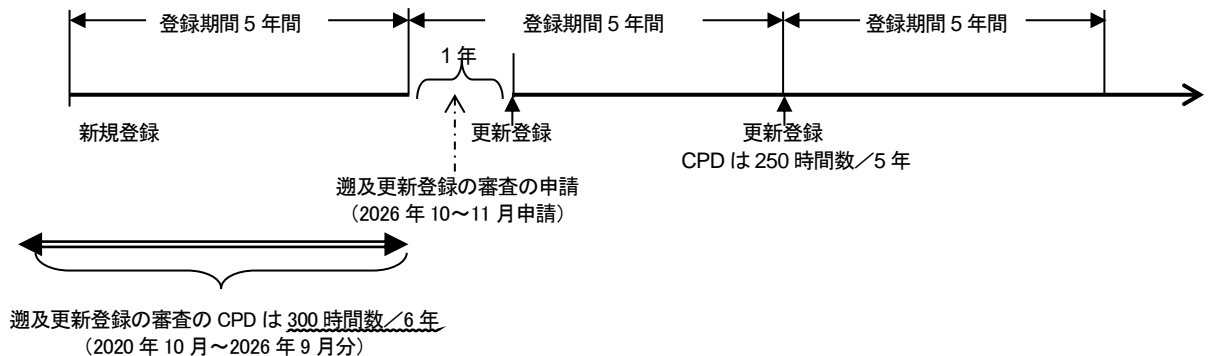 登録期間 5 年間
登録期間 5 年間
登録期間 5 年間
1 年
新規登録
更新登録
更新登録
CPD は 250 時間数／5 年
遡及更新登録の審査の申請
（2026 年 10～11 月申請）
遡及更新登録の審査の CPD は 300 時間数／6 年
（2020 年 10 月～2026 年 9 月分）